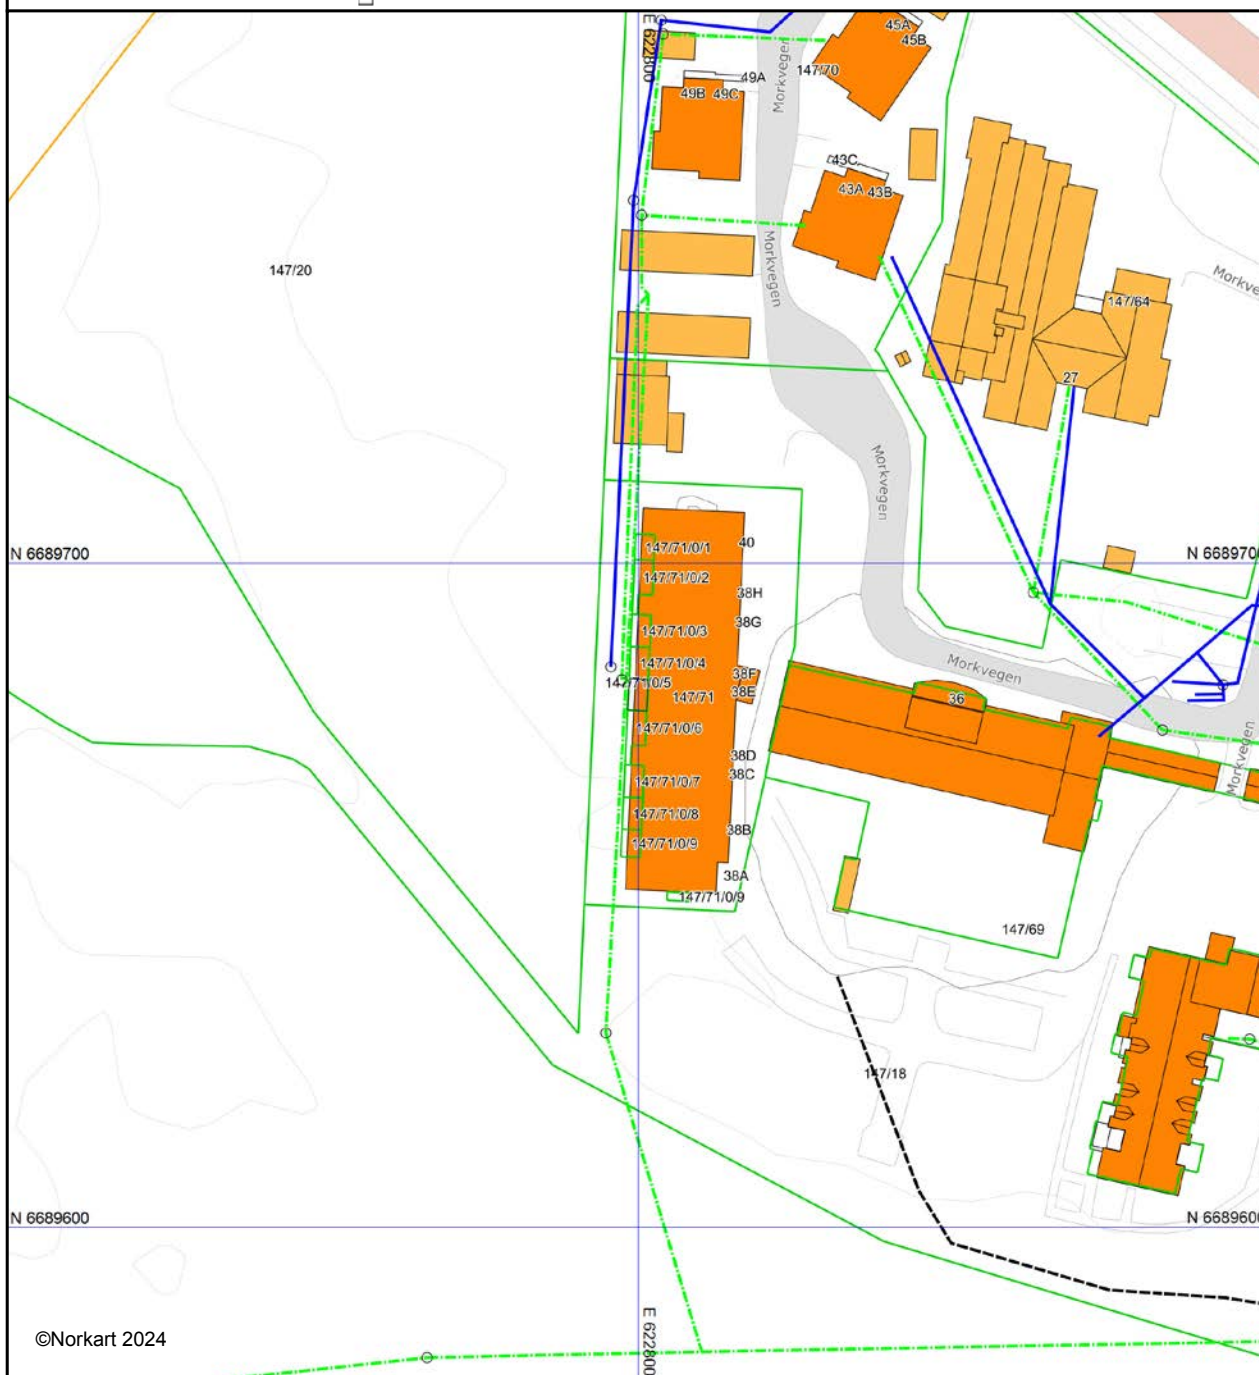 E 622800
45A
45B
147/70
49A
49B 49C
Morkvegen
43C
43A 43B
147/20
Morkvegen
Morkve
147/64
27
Morkvegen
N 6689700
N 668970
147/71/0/1
40
147/71/0/2
38H
38G
147/71/0/3
147/71/0/4
38F
147/71/0/5
147/71
38E
Morkvegen
36
147/71/0/6
38D
38C
147/71/0/7
Morkvegen
147/71/0/8
38B
147/71/0/9
38A
147/71/0/9
147/69
147/18
N 6689600
N 668960
E 622800
©Norkart 2024